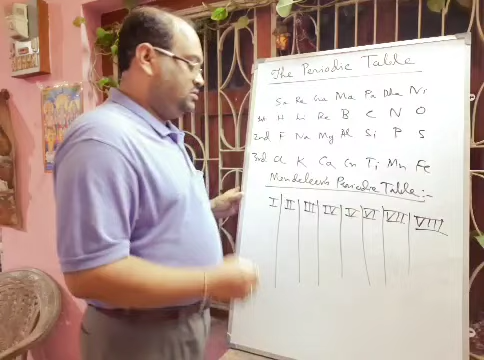 The Periodic Table
Sa Re Ga Ma Pa Dha Ni
1st H Li Be B C N O
2nd F Na Mg Al Si P S
3rd Cl K Ca Cr Ti Mn Fe
Mendeleev's Periodic Table:-
I II III IV V VI VII VIII